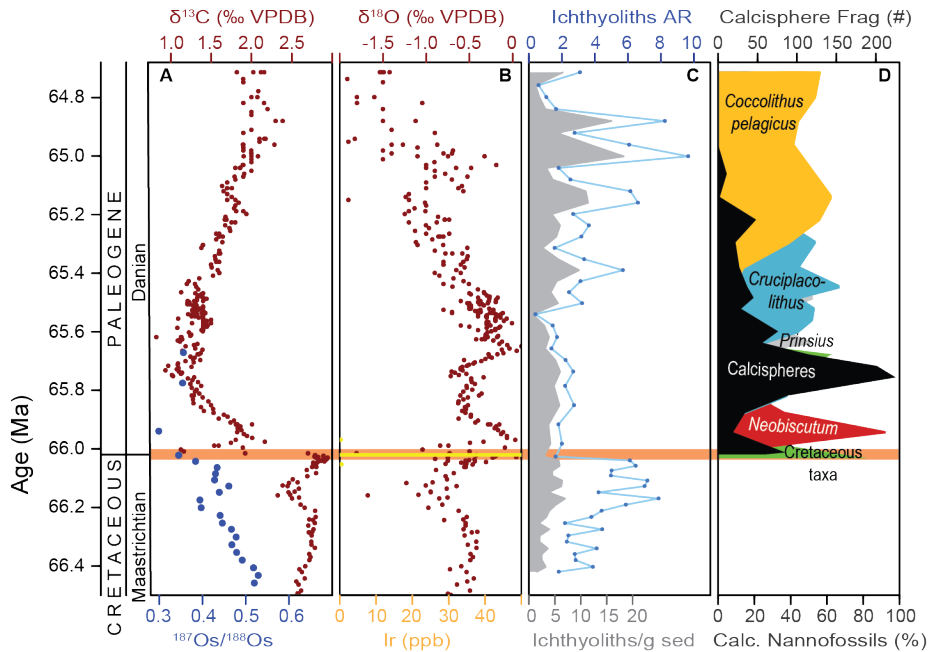 δ¹³C (‰ VPDB)
δ¹⁸O (‰ VPDB)
Ichthyoliths AR
Calcisphere Frag (#)
1.0 1.5 2.0 2.5
-1.5 -1.0 -0.5 0
0 2 4 6 8 10
0 50 100 150 200
A
B
C
D
Age (Ma)
64.8
65.0
65.2
65.4
65.6
65.8
66.0
66.2
66.4
PALEOGENE
Danian
CRETACEOUS
Maastrichtian
Coccolithus
pelagicus
Cruciplaco-
lithus
Prinsius
Calcispheres
Neobiscutum
Cretaceous
taxa
0.3 0.4 0.5 0.6
0 10 20 30 40
0 5 10 15 20
0 20 40 60 80 100
¹⁸⁷Os/¹⁸⁸Os
Ir (ppb)
Ichthyoliths/g sed
Calc. Nannofossils (%)